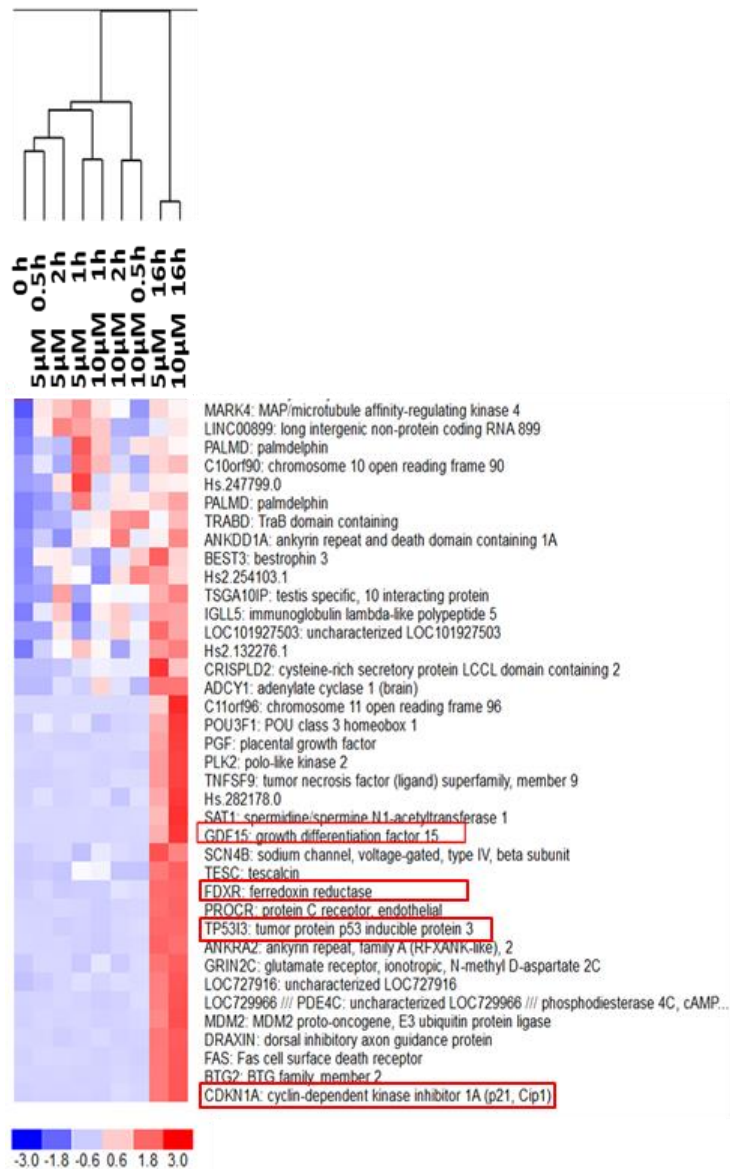 0 h
5µM 0.5h
5µM 2h
5µM 1h
10µM 1h
10µM 2h
10µM 0.5h
5µM 16h
10µM 16h
MARK4: MAP/microtubule affinity-regulating kinase 4
LINC00899: long intergenic non-protein coding RNA 899
PALMD: palmdelphin
C10orf90: chromosome 10 open reading frame 90
Hs.247799.0
PALMD: palmdelphin
TRABD: TraB domain containing
ANKDD1A: ankyrin repeat and death domain containing 1A
BEST3: bestrophin 3
Hs2.254103.1
TSGA10IP: testis specific, 10 interacting protein
IGLL5: immunoglobulin lambda-like polypeptide 5
LOC101927503: uncharacterized LOC101927503
Hs2.132276.1
CRISPLD2: cysteine-rich secretory protein LCCL domain containing 2
ADCY1: adenylate cyclase 1 (brain)
C11orf96: chromosome 11 open reading frame 96
POU3F1: POU class 3 homeobox 1
PGF: placental growth factor
PLK2: polo-like kinase 2
TNFSF9: tumor necrosis factor (ligand) superfamily, member 9
Hs.282178.0
SAT1: spermidine/spermine N1-acetyltransferase 1
GDF15: growth differentiation factor 15
SCN4B: sodium channel, voltage-gated, type IV, beta subunit
TESC: tescalcin
FDXR: ferredoxin reductase
PROCR: protein C receptor, endothelial
TP53I3: tumor protein p53 inducible protein 3
ANKRA2: ankyrin repeat, family A (RFXANK-like), 2
GRIN2C: glutamate receptor, ionotropic, N-methyl D-aspartate 2C
LOC727916: uncharacterized LOC727916
LOC729966 /// PDE4C: uncharacterized LOC729966 /// phosphodiesterase 4C, cAMP...
MDM2: MDM2 proto-oncogene, E3 ubiquitin protein ligase
DRAXIN: dorsal inhibitory axon guidance protein
FAS: Fas cell surface death receptor
BTG2: BTG family, member 2
CDKN1A: cyclin-dependent kinase inhibitor 1A (p21, Cip1)
-3.0 -1.8 -0.6 0.6 1.8 3.0